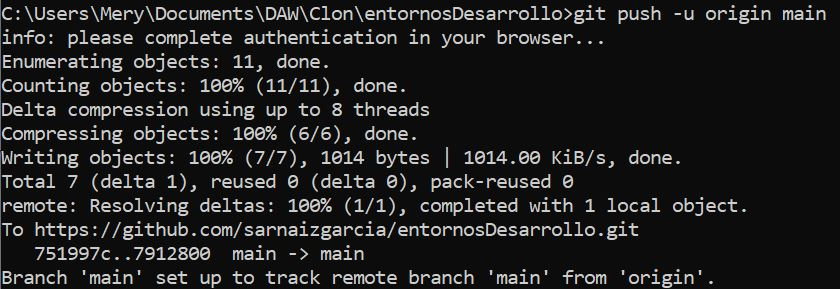 C:\Users\Mery\Documents\DAW\Clon\entornosDesarrollo>git push -u origin main
info: please complete authentication in your browser...
Enumerating objects: 11, done.
Counting objects: 100% (11/11), done.
Delta compression using up to 8 threads
Compressing objects: 100% (6/6), done.
Writing objects: 100% (7/7), 1014 bytes | 1014.00 KiB/s, done.
Total 7 (delta 1), reused 0 (delta 0), pack-reused 0
remote: Resolving deltas: 100% (1/1), completed with 1 local object.
To https://github.com/sarnaizgarcia/entornosDesarrollo.git
   751997c..7912800  main -> main
Branch 'main' set up to track remote branch 'main' from 'origin'.